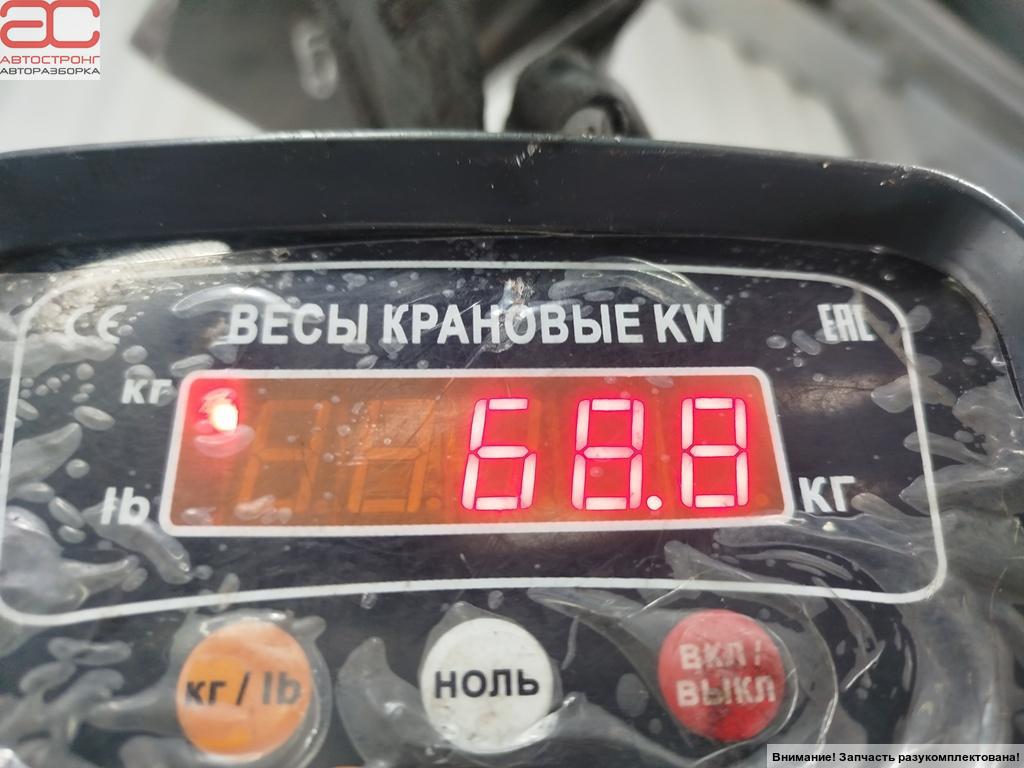 АВТОСТРОНГ
АВТОРАЗБОРКА
ВЕСЫ КРАНОВЫЕ KW
CE
EAC
КГ
68.8
lb
КГ
кг / lb
НОЛЬ
ВКЛ /
ВЫКЛ
Внимание! Запчасть разукомплектована!